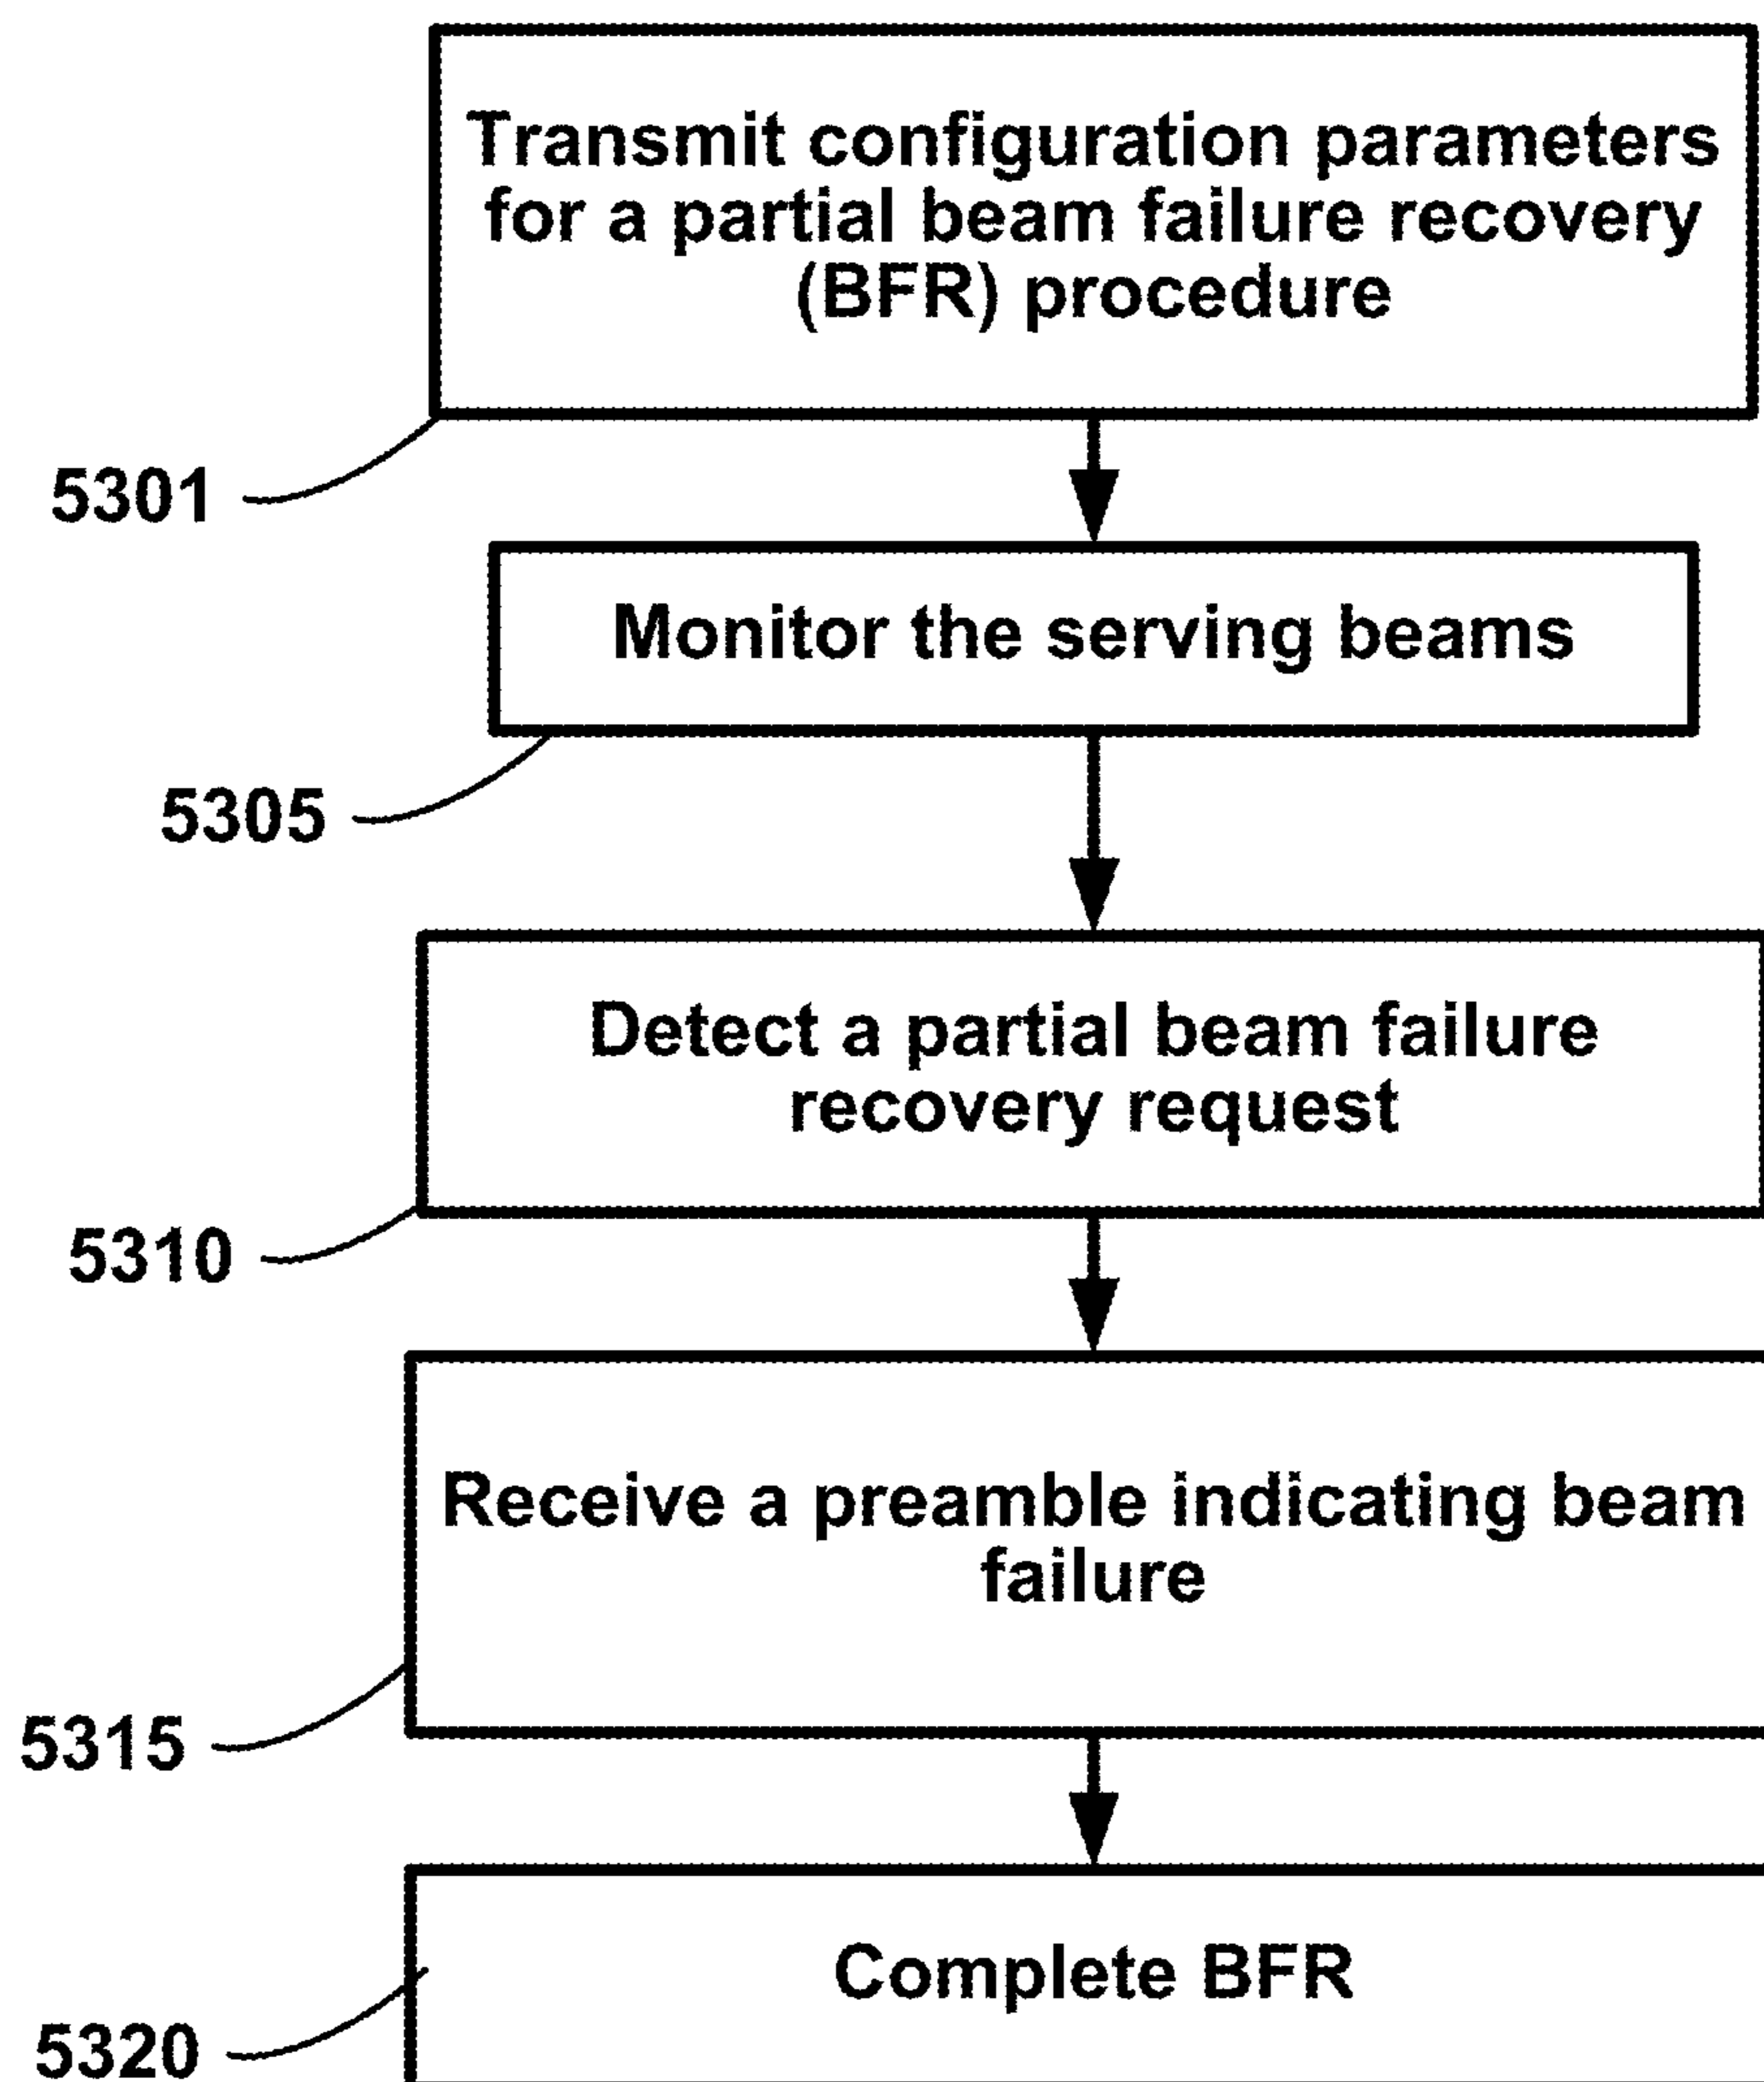 Transmit configuration parameters
for a partial beam failure recovery
(BFR) procedure
5301
Monitor the serving beams
5305
Detect a partial beam failure
recovery request
5310
Receive a preamble indicating beam
failure
5315
Complete BFR
5320